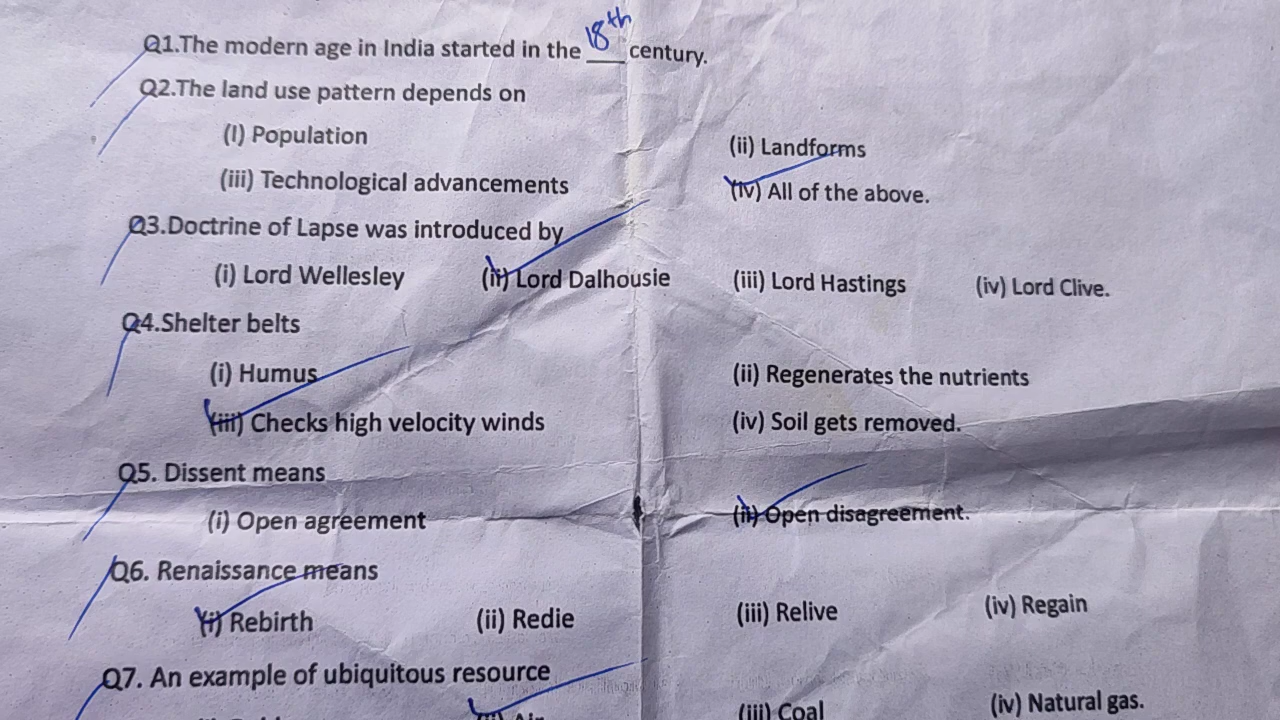 Q1.The modern age in India started in the 18th century.
Q2.The land use pattern depends on
(I) Population (ii) Landforms
(iii) Technological advancements (iv) All of the above.
Q3.Doctrine of Lapse was introduced by
(i) Lord Wellesley (ii) Lord Dalhousie (iii) Lord Hastings (iv) Lord Clive.
Q4.Shelter belts
(i) Humus (ii) Regenerates the nutrients
(iii) Checks high velocity winds (iv) Soil gets removed.
Q5. Dissent means
(i) Open agreement (ii) Open disagreement.
Q6. Renaissance means
(i) Rebirth (ii) Redie (iii) Relive (iv) Regain
Q7. An example of ubiquitous resource
Air (iii) Coal (iv) Natural gas.